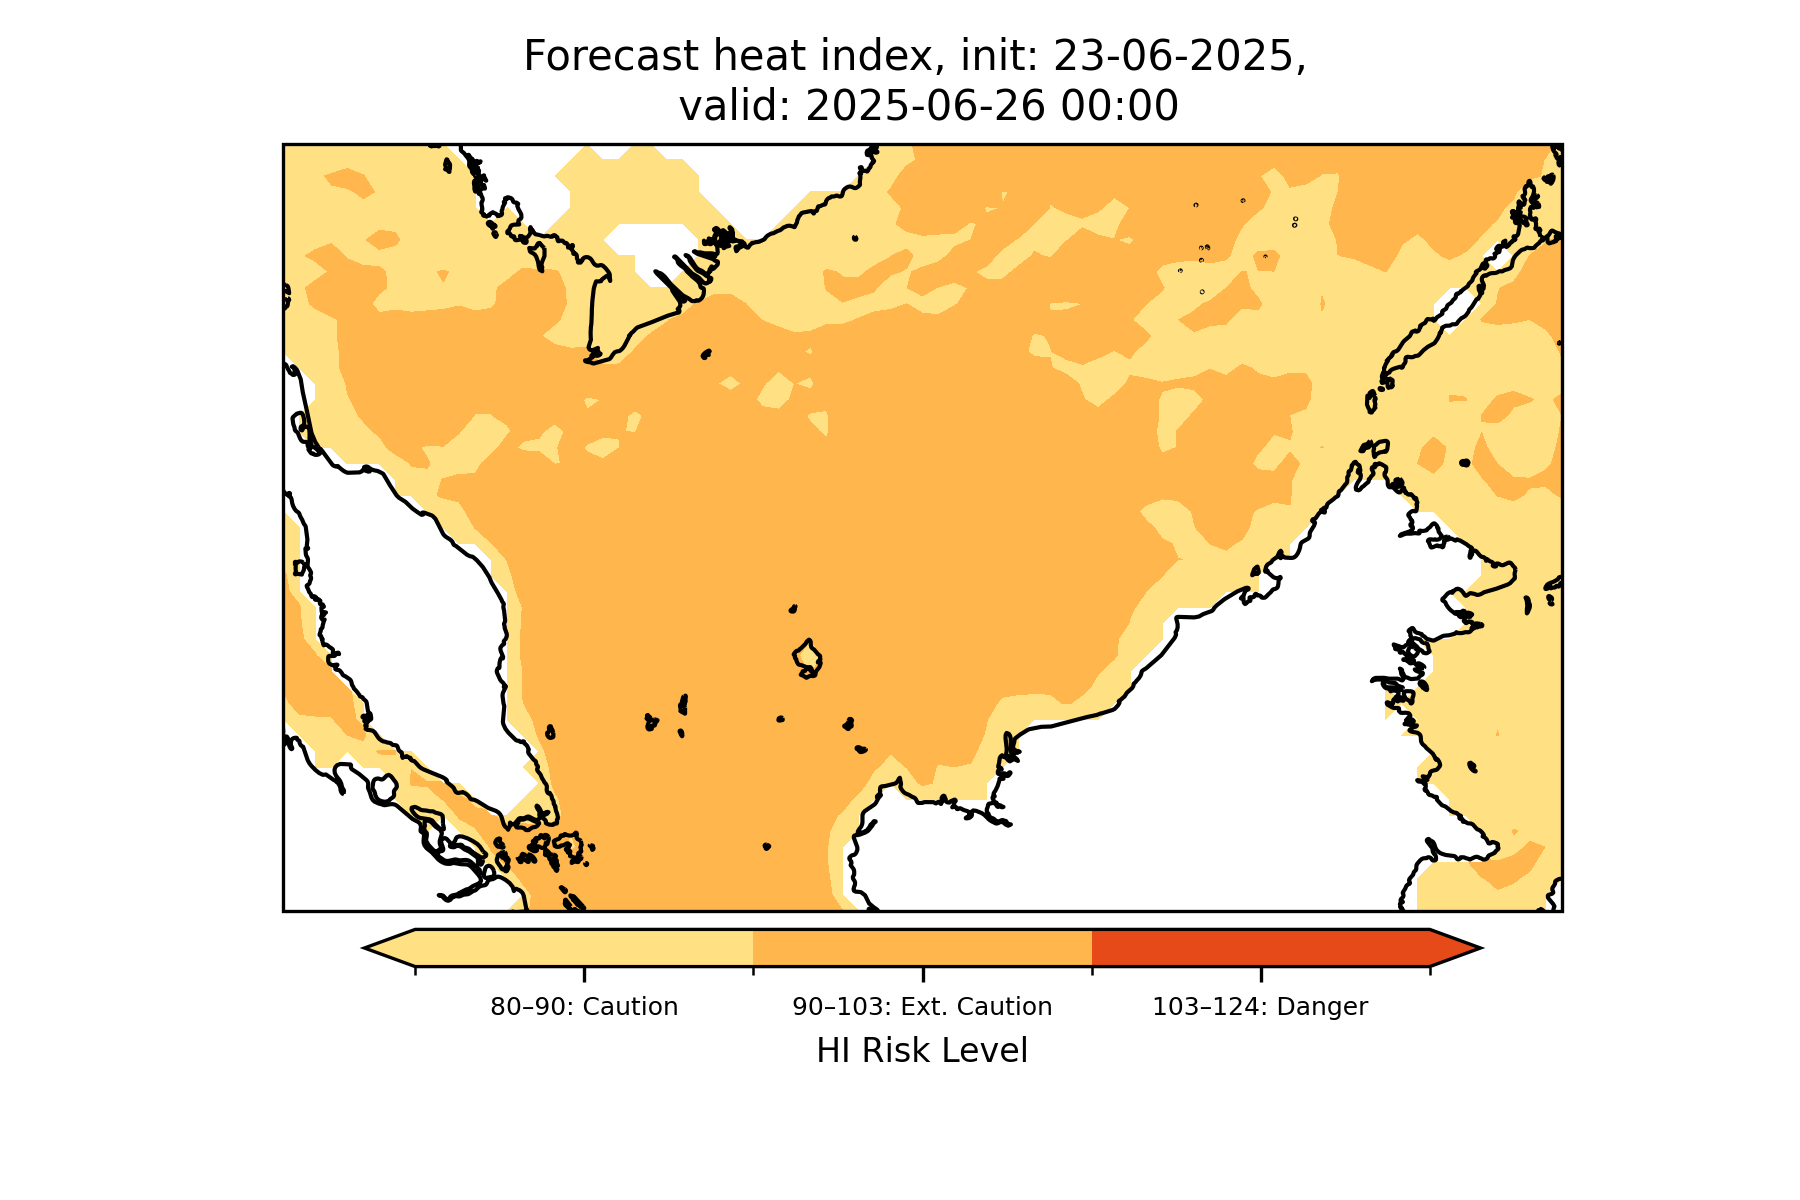 Forecast heat index, init: 23-06-2025,
valid: 2025-06-26 00:00
80–90: Caution
90–103: Ext. Caution
103–124: Danger
HI Risk Level